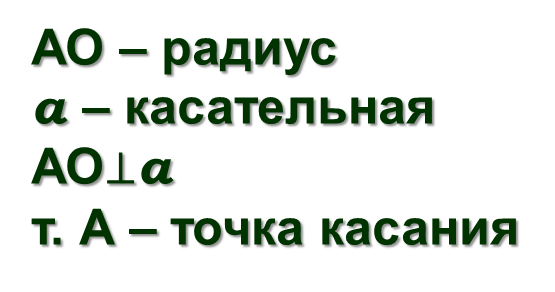 АО – радиус
a – касательная
АО⊥a
т. А – точка касания